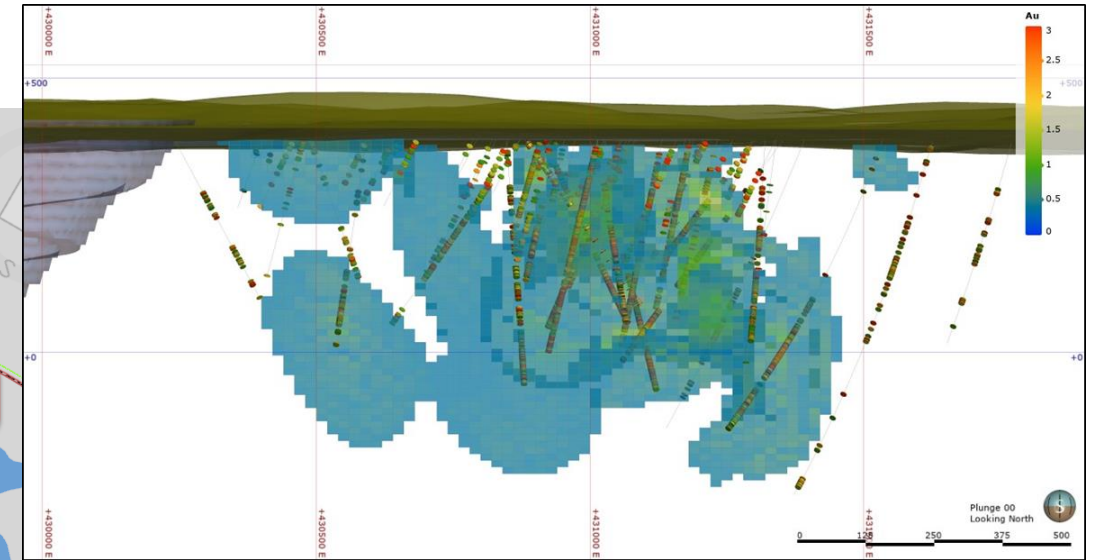 +430000 E
+430500 E
+431000 E
+431500 E
Au
3
2.5
2
1.5
1
0.5
0
+500
+500
+0
+0
S
Plunge 00
Looking North
S
0 125 250 375 500
+430000 E
+430500 E
+431000 E
+431500 E